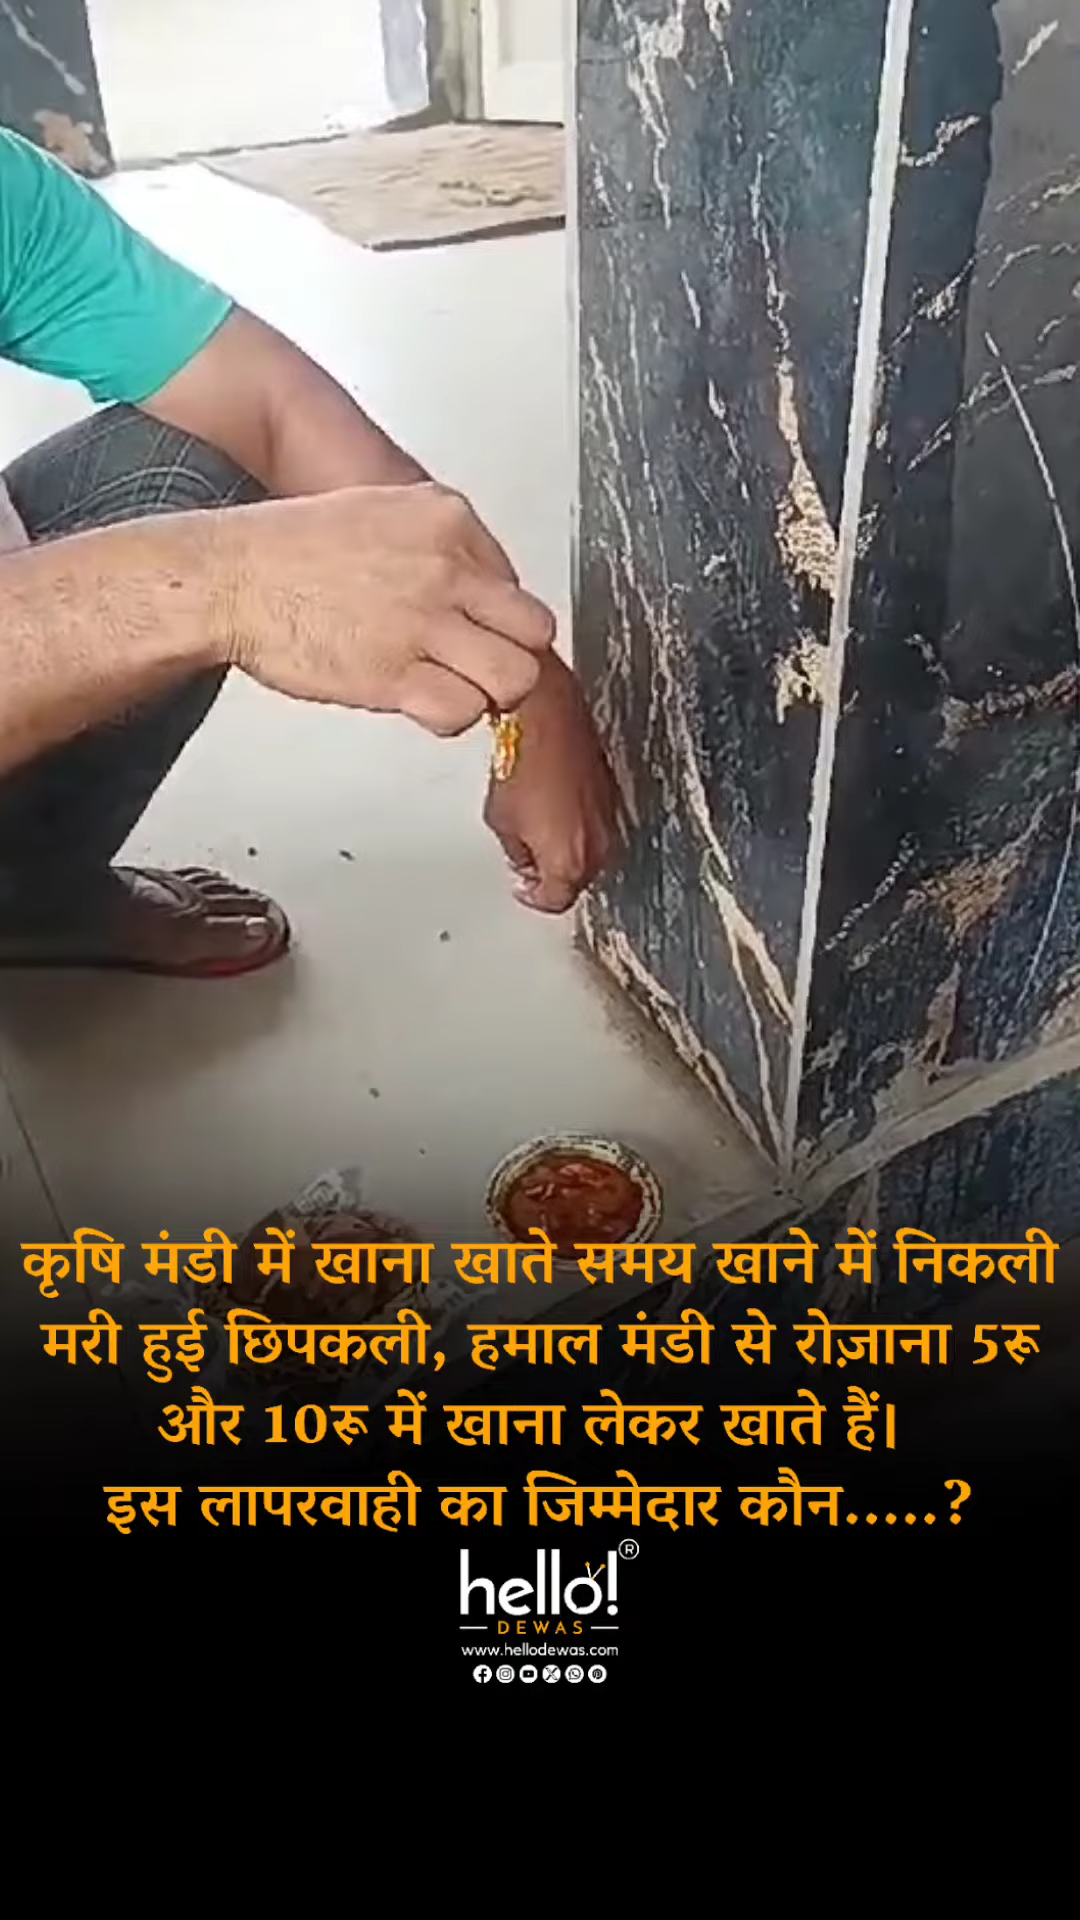 कृषि मंडी में खाना खाते समय खाने में निकली
मरी हुई छिपकली, हमाल मंडी से रोज़ाना 5रू
और 10रू में खाना लेकर खाते हैं।
इस लापरवाही का जिम्मेदार कौन.....?
hello!®
DEWAS
www.hellodewas.com